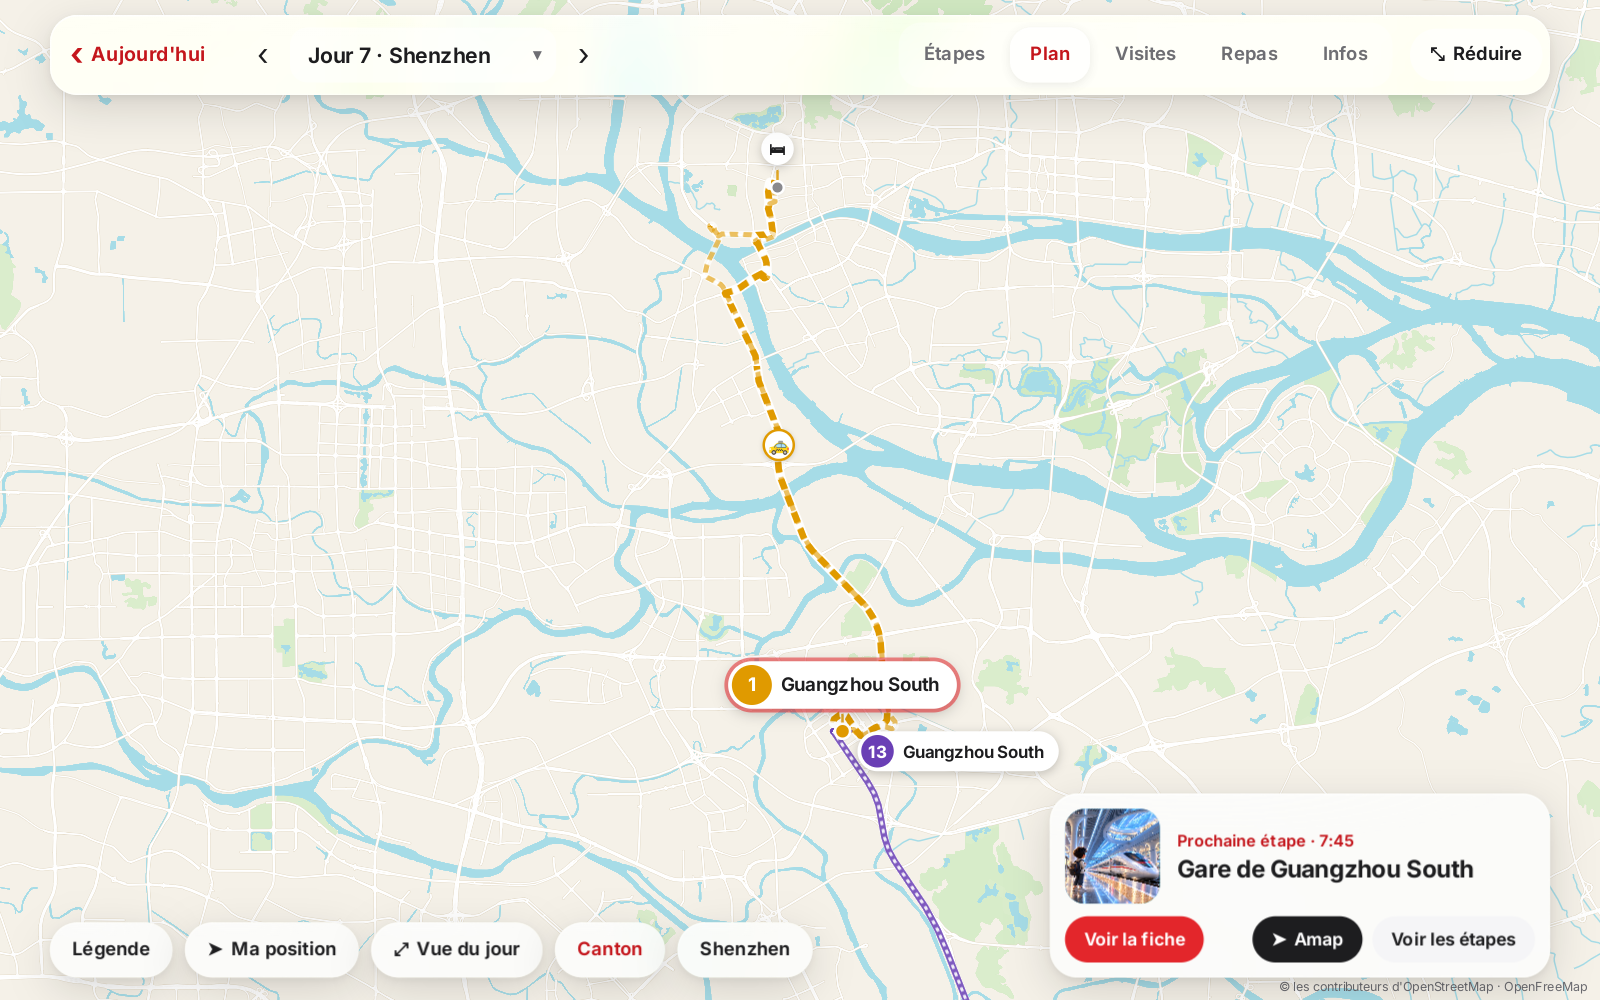 Aujourd'hui
Jour 7 · Shenzhen
Étapes
Plan
Visites
Repas
Infos
Réduire
1 Guangzhou South
13 Guangzhou South
Prochaine étape · 7:45
Gare de Guangzhou South
Voir la fiche
Amap
Voir les étapes
Légende
Ma position
Vue du jour
Canton
Shenzhen
© les contributeurs d'OpenStreetMap · OpenFreeMap